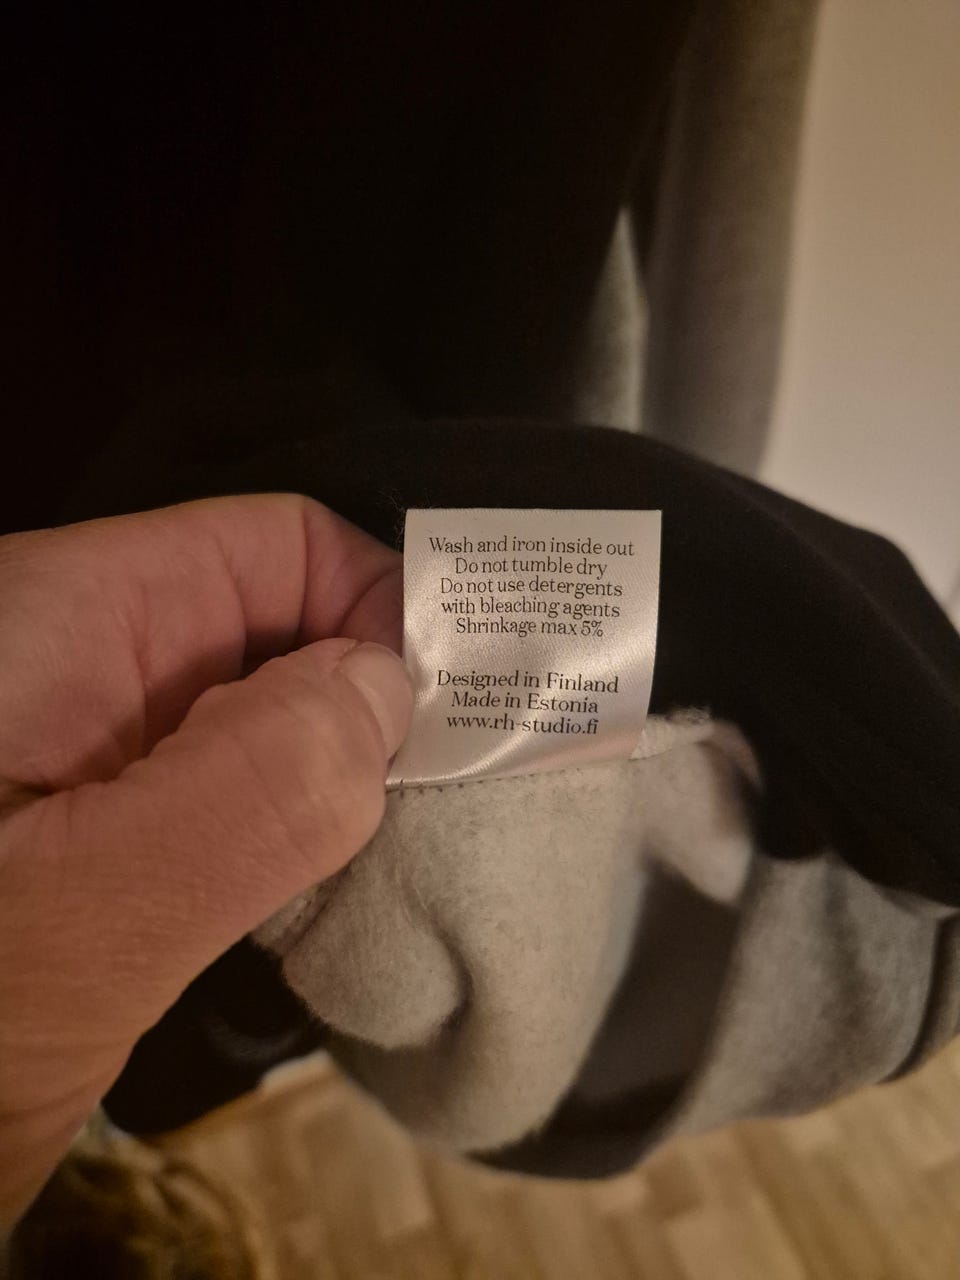 Wash and iron inside out
Do not tumble dry
Do not use detergents
with bleaching agents
Shrinkage max 5%
Designed in Finland
Made in Estonia
www.rh-studio.fi